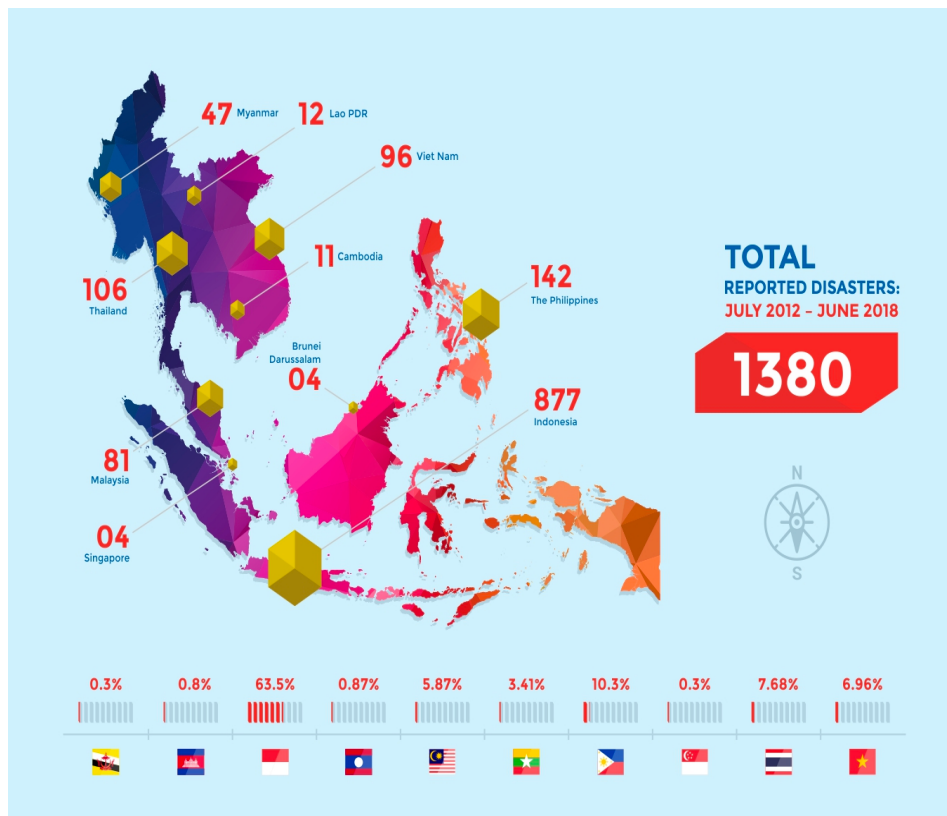 47 Myanmar
12 Lao PDR
96 Viet Nam
11 Cambodia
106
Thailand
142
The Philippines
Brunei
Darussalam
04
877
Indonesia
81
Malaysia
04
Singapore
TOTAL
REPORTED DISASTERS:
JULY 2012 – JUNE 2018
1380
N
S
0.3% 0.8% 63.5% 0.87% 5.87% 3.41% 10.3% 0.3% 7.68% 6.96%